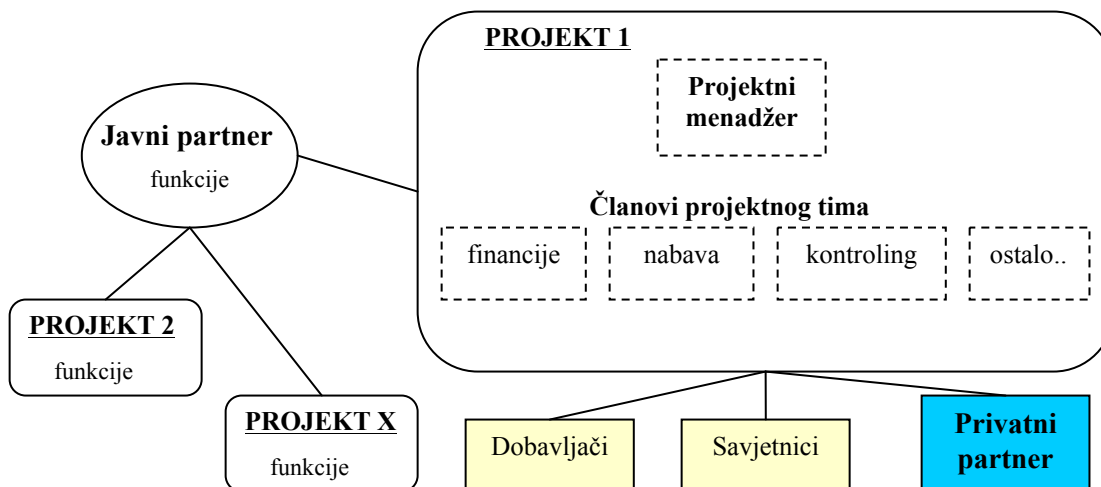 PROJEKT 1
Projektni
menadžer
Javni partner
funkcije
Članovi projektnog tima
financije
nabava
kontroling
ostalo..
PROJEKT 2
funkcije
PROJEKT X
funkcije
Dobavljači
Savjetnici
Privatni
partner